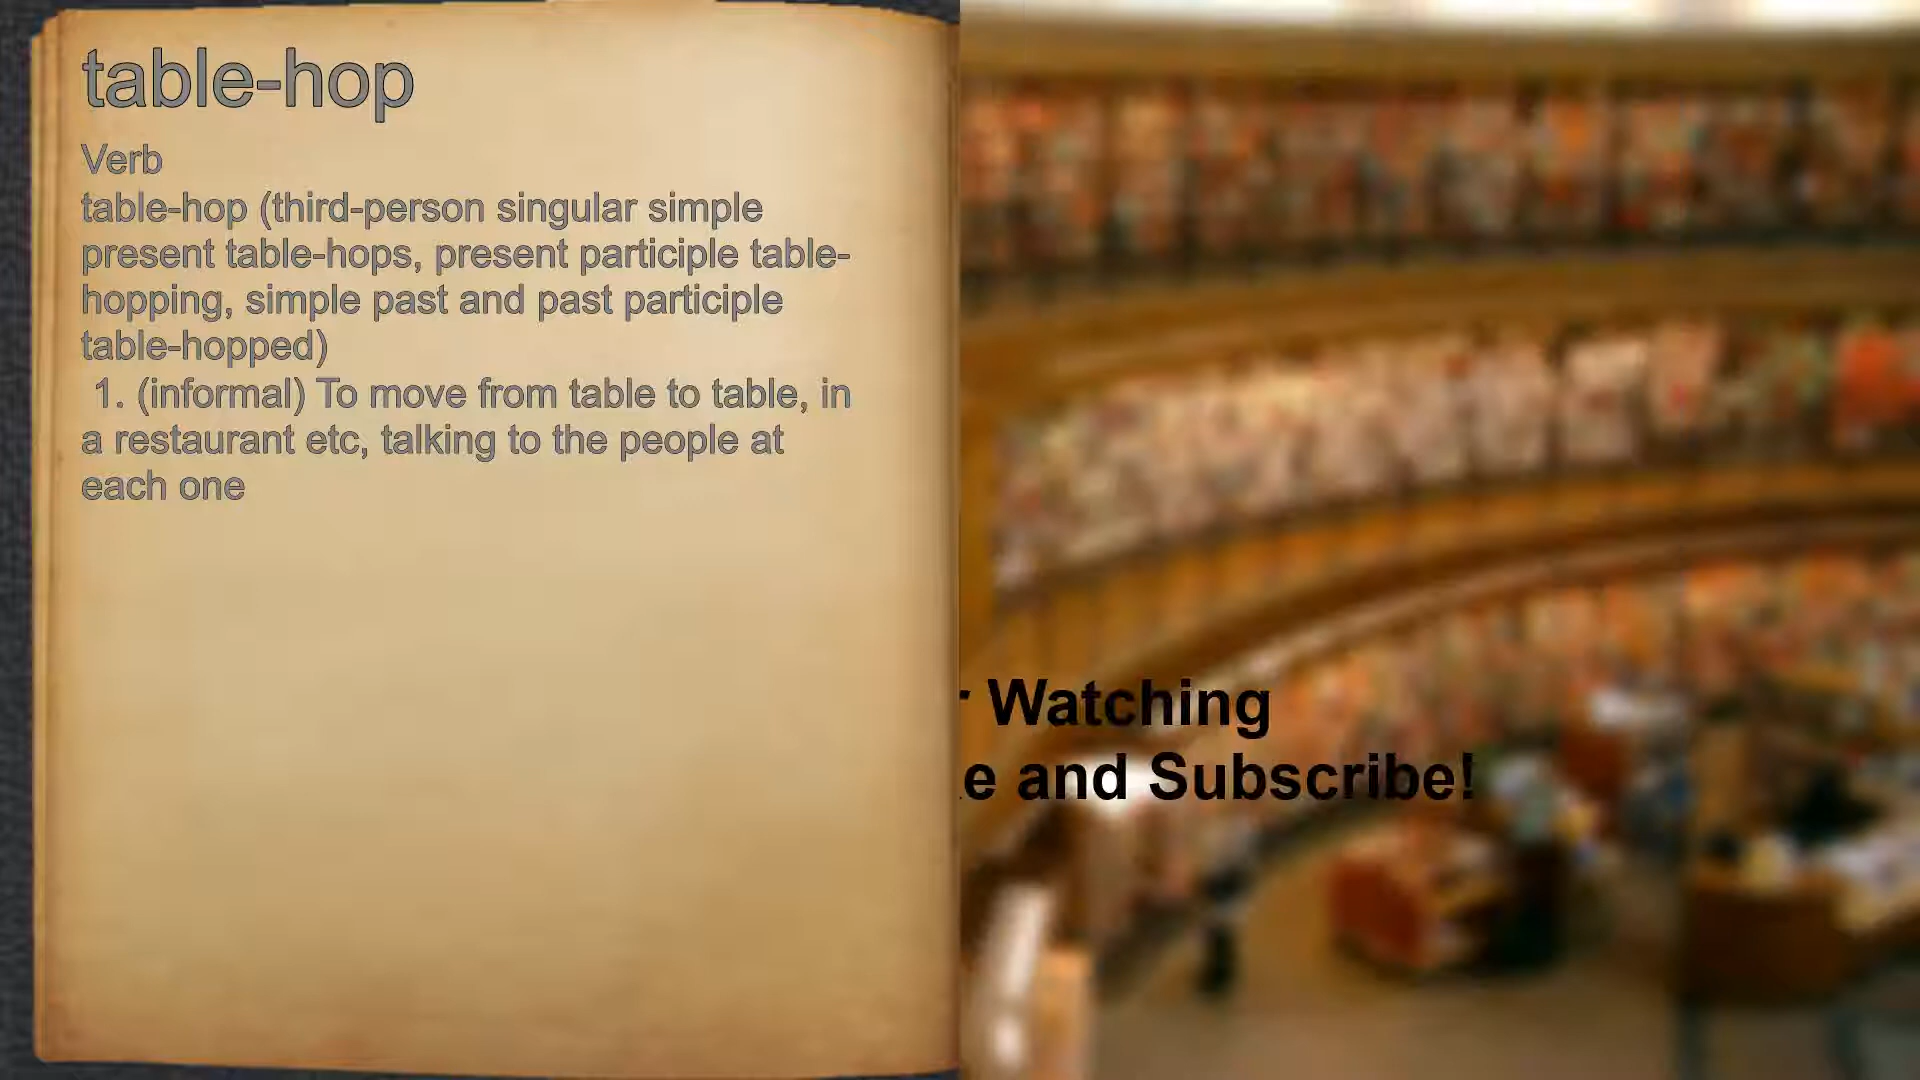 table-hop
Verb
table-hop (third-person singular simple
present table-hops, present participle table-
hopping, simple past and past participle
table-hopped)
1. (informal) To move from table to table, in
a restaurant etc, talking to the people at
each one
Watching
and Subscribe!